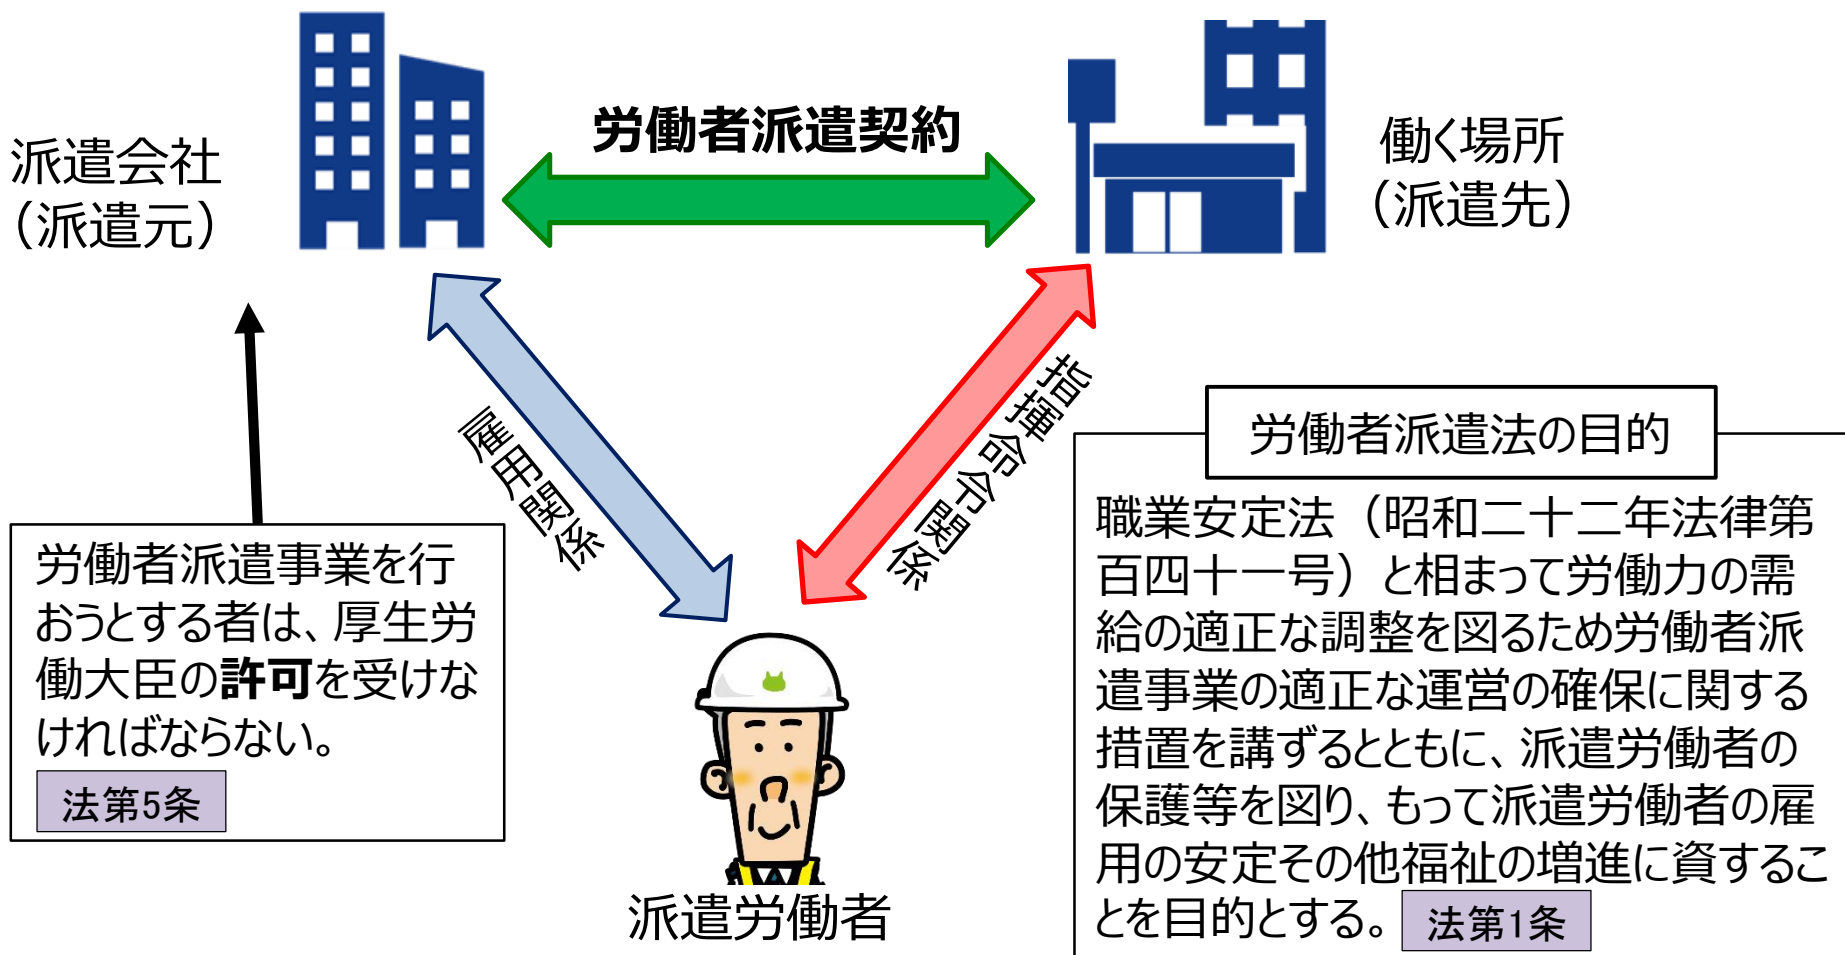 労働者派遣契約
派遣会社
（派遣元）
働く場所
（派遣先）
雇用関係
指揮命令関係
労働者派遣事業を行
おうとする者は、厚生労
働大臣の許可を受けな
ければならない。
法第5条
派遣労働者
労働者派遣法の目的
職業安定法（昭和二十二年法律第
百四十一号）と相まって労働力の需
給の適正な調整を図るため労働者派
遣事業の適正な運営の確保に関する
措置を講ずるとともに、派遣労働者の
保護等を図り、もって派遣労働者の雇
用の安定その他福祉の増進に資するこ
とを目的とする。
法第1条